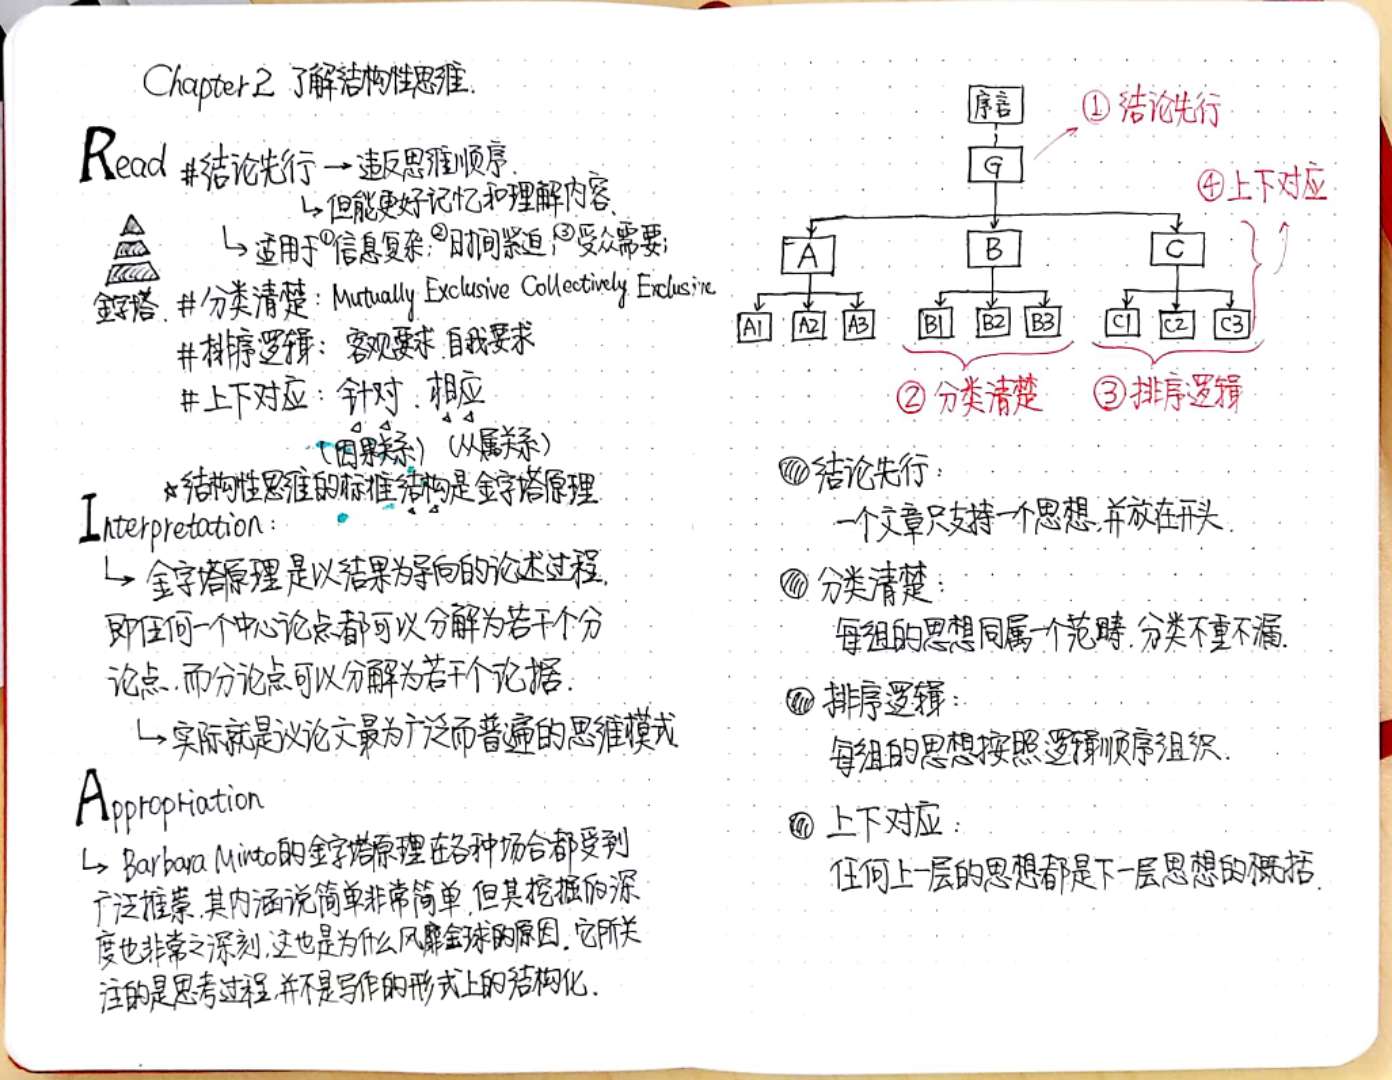 Chapter 2 了解结构性思维.
Read #结论先行 → 违反思维顺序.
↳ 但能更好记忆和理解内容.
↳ 适用于①信息复杂;②时间紧迫;③受众需要;
金字塔.
#分类清楚: Mutually Exclusive Collectively Exclusive
#排序逻辑: 客观要求.自我要求
#上下对应: 针对.相应
(因果关系) (从属关系)
☆结构性思维的标准结构是金字塔原理
Interpretation:
↳ 金字塔原理是以结果为导向的论述过程.
即任何一个中心论点都可以分解为若干个分
论点.而分论点可以分解为若干个论据.
↳ 实际就是议论文最为广泛而普遍的思维模式
Appropriation
↳ Barbara Minto的金字塔原理在各种场合都受到
广泛推崇.其内涵说简单非常简单.但其挖掘的深
度也非常之深刻.这也是为什么风靡全球的原因.它所关
注的是思考过程,并不是写作的形式上的结构化.
序言
G
①结论先行
④上下对应
A B C
A1 A2 A3 B1 B2 B3 C1 C2 C3
②分类清楚 ③排序逻辑
结论先行:
一个文章只支持一个思想,并放在开头.
分类清楚:
每组的思想同属一个范畴.分类不重不漏.
排序逻辑:
每组的思想按照逻辑顺序组织.
上下对应:
任何上一层的思想都是下一层思想的概括.